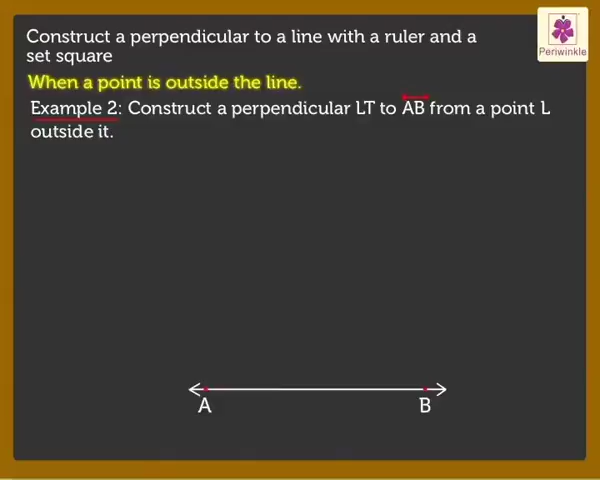 Construct a perpendicular to a line with a ruler and a
set square
Periwinkle
When a point is outside the line.
Example 2: Construct a perpendicular LT to AB from a point L
outside it.
A B